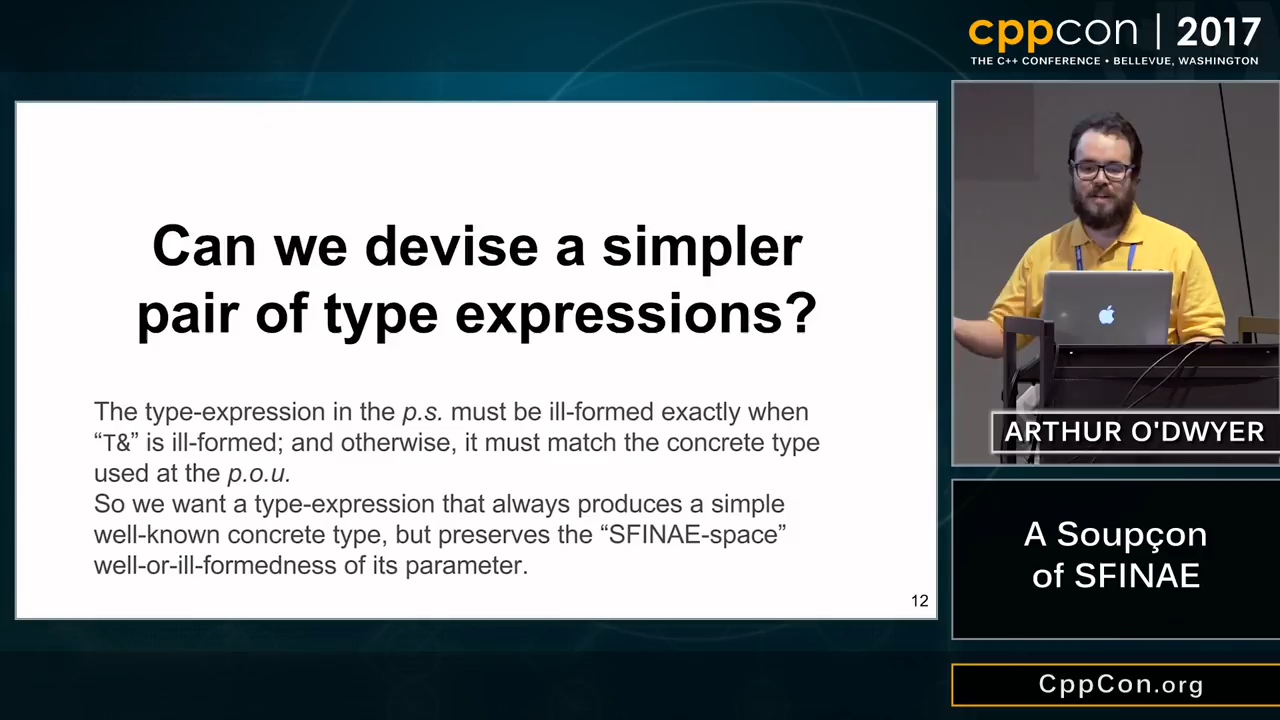 cppcon | 2017
THE C++ CONFERENCE • BELLEVUE, WASHINGTON
Can we devise a simpler
pair of type expressions?
The type-expression in the p.s. must be ill-formed exactly when
“T&” is ill-formed; and otherwise, it must match the concrete type
used at the p.o.u.
So we want a type-expression that always produces a simple
well-known concrete type, but preserves the “SFINAE-space”
well-or-ill-formedness of its parameter.
12
ARTHUR O'DWYER
A Soupçon
of SFINAE
CppCon.org